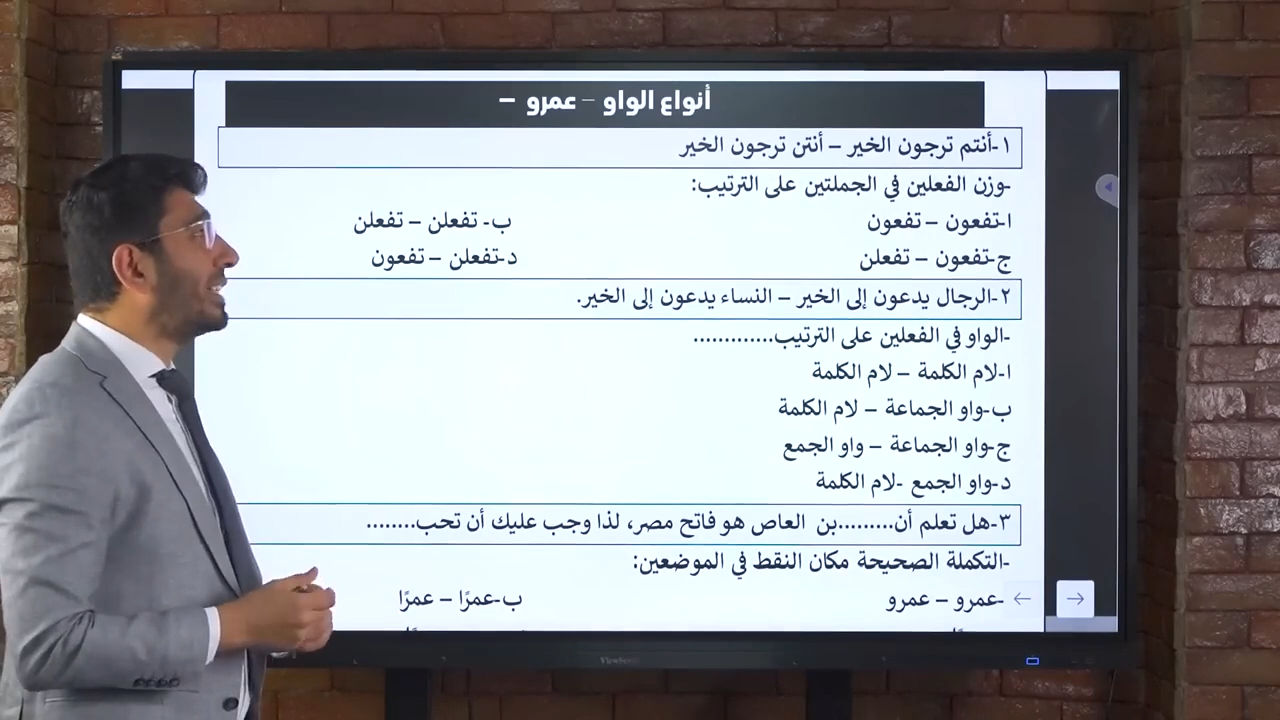 أنواع الواو – عمرو –
١-أنتم ترجون الخير – أنتن ترجون الخير
-وزن الفعلين في الجملتين على الترتيب:
ا-تفعون – تفعون ب- تفعلن – تفعلن
ج-تفعون – تفعلن د-تفعلن – تفعون
٢-الرجال يدعون إلى الخير – النساء يدعون إلى الخير.
-الواو في الفعلين على الترتيب.............
ا-لام الكلمة – لام الكلمة
ب-واو الجماعة – لام الكلمة
ج-واو الجماعة – واو الجمع
د-واو الجمع -لام الكلمة
٣-هل تعلم أن.........بن العاص هو فاتح مصر، لذا وجب عليك أن تحب........
-التكملة الصحيحة مكان النقط في الموضعين:
-عمرو – عمرو ب-عمرًا – عمرًا
ViewSonic